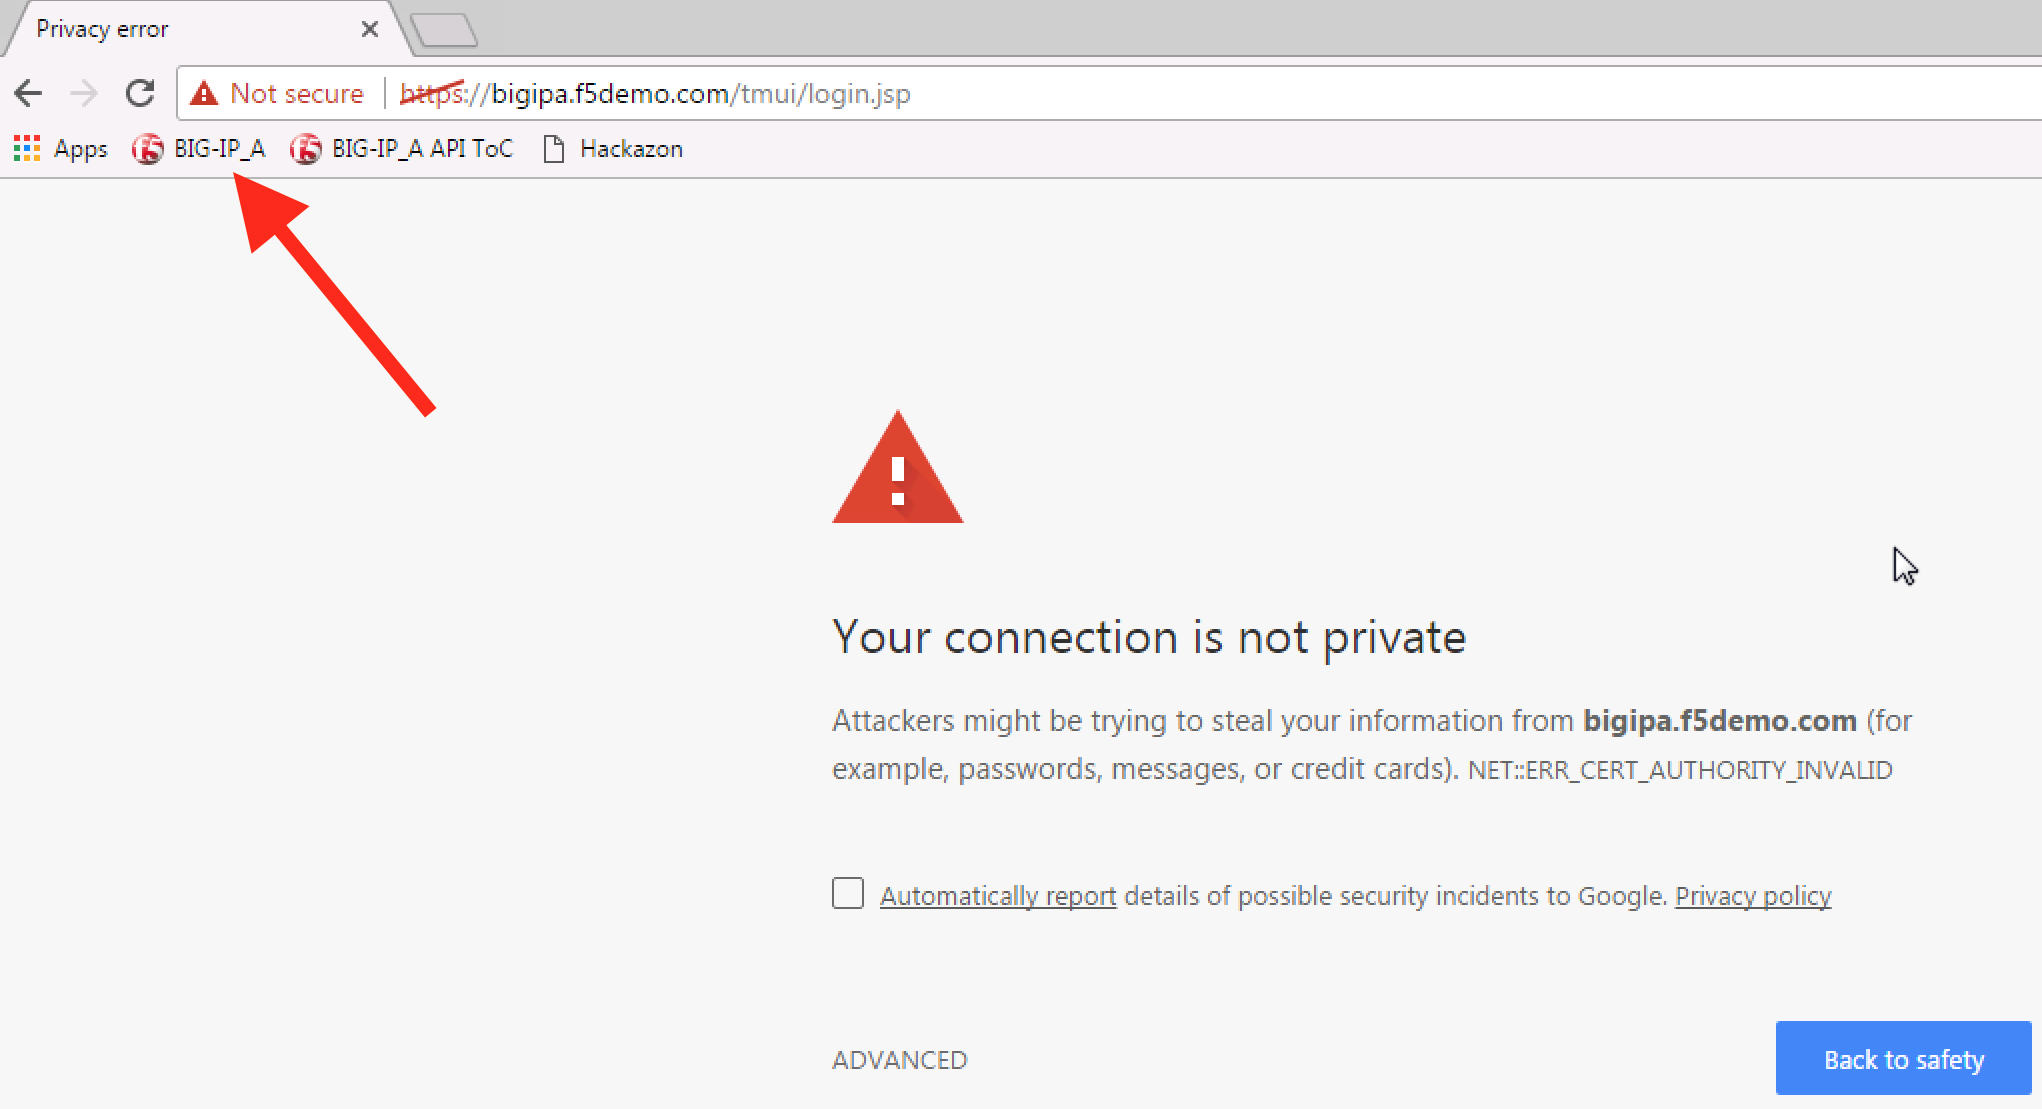 Privacy error
Not secure https://bigipa.f5demo.com/tmui/login.jsp
Apps BIG-IP_A BIG-IP_A API ToC Hackazon
Your connection is not private
Attackers might be trying to steal your information from bigipa.f5demo.com (for
example, passwords, messages, or credit cards). NET::ERR_CERT_AUTHORITY_INVALID
Automatically report details of possible security incidents to Google. Privacy policy
ADVANCED
Back to safety